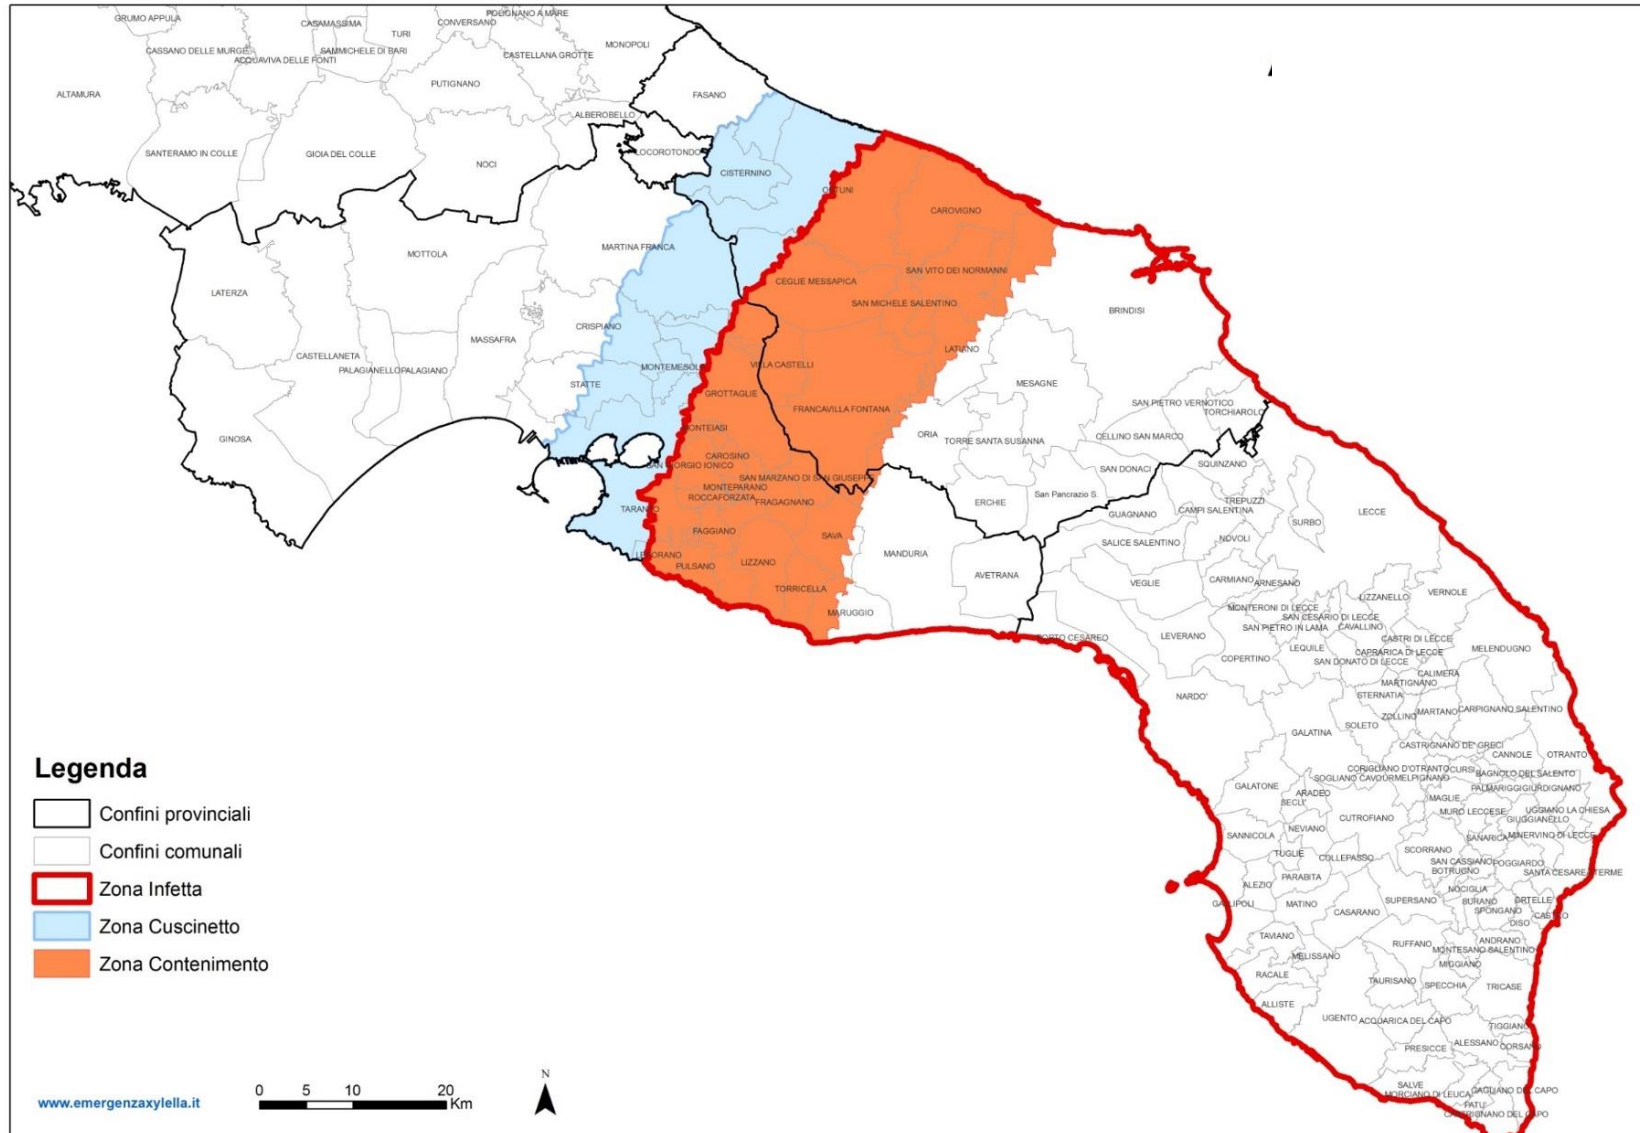 GRUMO APPULA
CASAMASSIMA
CONVERSANO
POLIGNANO A MARE
TURI
CASSANO DELLE MURGE
SAMMICHELE DI BARI
ACQUAVIVA DELLE FONTI
CASTELLANA GROTTE
MONOPOLI
ALTAMURA
PUTIGNANO
FASANO
ALBEROBELLO
SANTERAMO IN COLLE
GIOIA DEL COLLE
NOCI
LOCOROTONDO
CISTERNINO
OSTUNI
CAROVIGNO
MARTINA FRANCA
MOTTOLA
SAN VITO DEI NORMANNI
CEGLIE MESSAPICA
LATERZA
SAN MICHELE SALENTINO
BRINDISI
CRISPIANO
MASSAFRA
LATIANO
CASTELLANETA
PALAGIANELLO
PALAGIANO
MONTEMESOLA
VILLA CASTELLI
STATTE
MESAGNE
GROTTAGLIE
SAN PIETRO VERNOTICO
FRANCAVILLA FONTANA
TORCHIAROLO
MONTEIASI
ORIA
TORRE SANTA SUSANNA
CELLINO SAN MARCO
GINOSA
CAROSINO
SAN GIORGIO IONICO
SAN DONACI
SQUINZANO
SAN MARZANO DI SAN GIUSEPPE
MONTEPARANO
ROCCAFORZATA
FRAGAGNANO
ERCHIE
San Pancrazio S.
TREPUZZI
TARANTO
GUAGNANO
CAMPI SALENTINA
LECCE
SURBO
FAGGIANO
SAVA
SALICE SALENTINO
NOVOLI
LEPORANO
MANDURIA
PULSANO
LIZZANO
AVETRANA
VEGLIE
CARMIANO
ARNESANO
TORRICELLA
LIZZANELLO
VERNOLE
MARUGGIO
MONTERONI DI LECCE
SAN CESARIO DI LECCE
SAN PIETRO IN LAMA
CAVALLINO
PORTO CESAREO
LEVERANO
CASTRI DI LECCE
LEQUILE
CAPRARICA DI LECCE
MELENDUGNO
COPERTINO
SAN DONATO DI LECCE
CALIMERA
MARTIGNANO
NARDO'
STERNATIA
ZOLLINO
MARTANO
CARPIGNANO SALENTINO
SOLETO
GALATINA
CASTRIGNANO DE' GRECI
CANNOLE
OTRANTO
CORIGLIANO D'OTRANTO
CURSI
BAGNOLO DEL SALENTO
SOGLIANO CAVOUR
MELPIGNANO
GALATONE
ARADEO
SECLI'
PALMARIGGI
GIURDIGNANO
MAGLIE
MURO LECCESE
UGGIANO LA CHIESA
GIUGGIANELLO
CUTROFIANO
NEVIANO
SANNICOLA
SANARICA
MINERVINO DI LECCE
TUGLIE
COLLEPASSO
SCORRANO
SAN CASSIANO
POGGIARDO
BOTRUGNO
SANTA CESAREA TERME
PARABITA
ALEZIO
NOCIGLIA
GALLIPOLI
MATINO
CASARANO
SUPERSANO
SURANO
ORTELLE
SPONGANO
CASTRO
DISO
TAVIANO
RUFFANO
ANDRANO
MONTESANO SALENTINO
MELISSANO
MIGGIANO
RACALE
TAURISANO
SPECCHIA
TRICASE
ALLISTE
UGENTO
ACQUARICA DEL CAPO
TIGGIANO
PRESICCE
ALESSANO
CORSANO
SALVE
MORCIANO DI LEUCA
GAGLIANO DEL CAPO
PATU'
CASTRIGNANO DEL CAPO
Legenda
Confini provinciali
Confini comunali
Zona Infetta
Zona Cuscinetto
Zona Contenimento
www.emergenzaxylella.it
0 5 10 20
Km
N